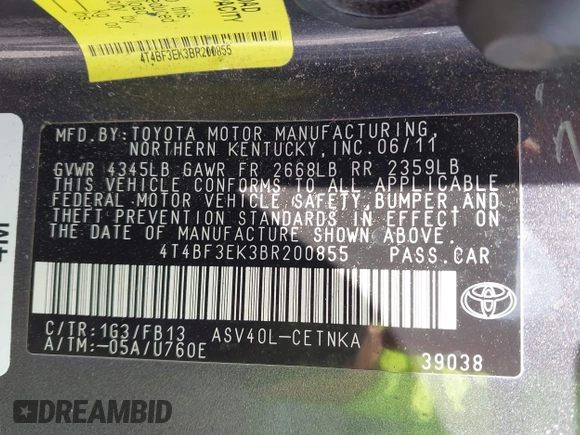 4T4BF3EK3BR200855
MFD.BY:TOYOTA MOTOR MANUFACTURING,
NORTHERN KENTUCKY,INC.06/11
GVWR 4345LB GAWR FR 2668LB RR 2359LB
THIS VEHICLE CONFORMS TO ALL APPLICABLE
FEDERAL MOTOR VEHICLE SAFETY,BUMPER,AND
THEFT PREVENTION STANDARDS IN EFFECT ON
THE DATE OF MANUFACTURE SHOWN ABOVE.
4T4BF3EK3BR200855 PASS.CAR
C/TR:1G3/FB13 ASV40L-CETNKA
A/TM:-05A/U760E
39038
DREAMBID